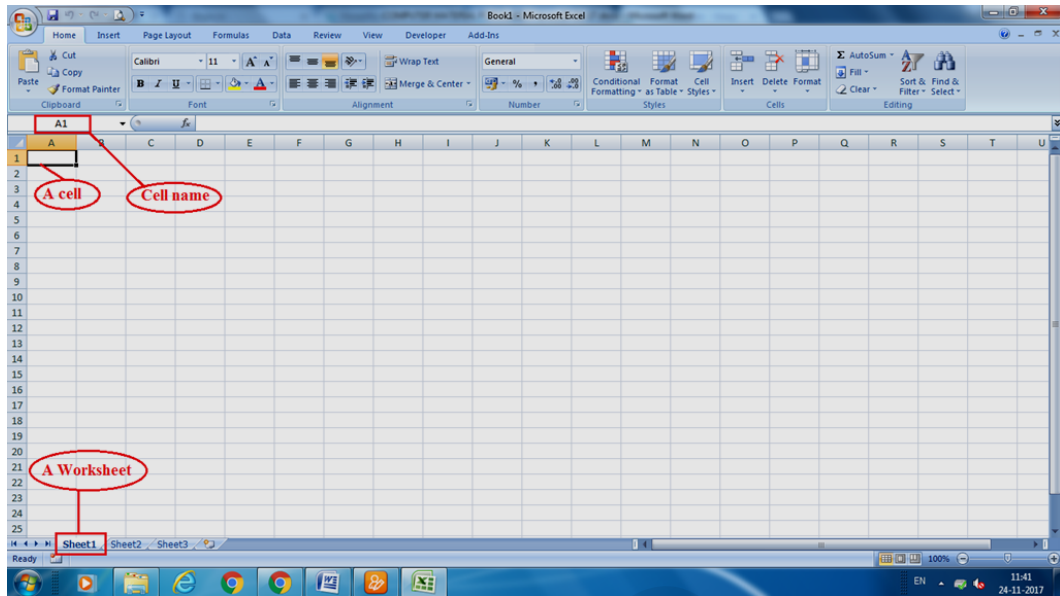 Book1 - Microsoft Excel
Home Insert Page Layout Formulas Data Review View Developer Add-Ins
Paste
Cut
Copy
Format Painter
Clipboard
Calibri 11
B I U
Font
Wrap Text
Merge & Center
Alignment
General
% ,
Number
Conditional Formatting
Format as Table
Cell Styles
Styles
Insert Delete Format
Cells
Σ AutoSum
Fill
Clear
Sort & Filter
Find & Select
Editing
A1 fx
A B C D E F G H I J K L M N O P Q R S T U
1
2
3
4
5
6
7
8
9
10
11
12
13
14
15
16
17
18
19
20
21
22
23
24
25
A cell
Cell name
A Worksheet
Sheet1 Sheet2 Sheet3
Ready 100%
EN 11:41
24-11-2017